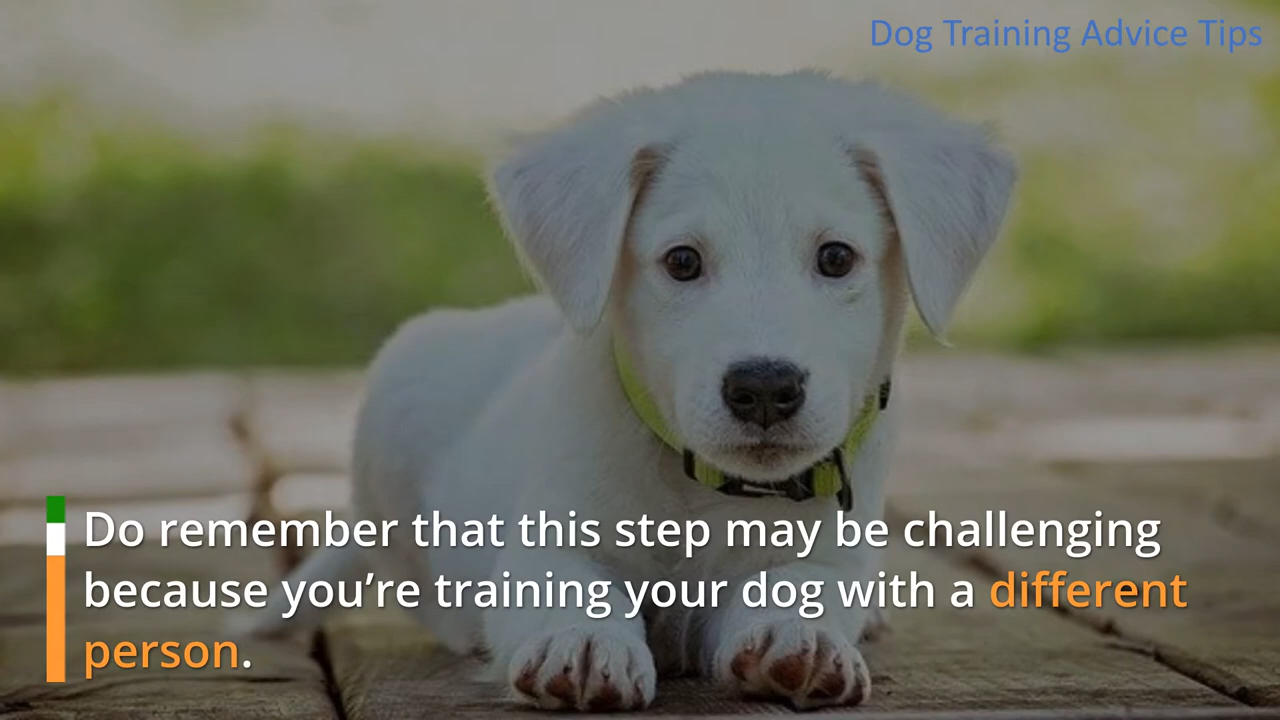 Dog Training Advice Tips
Do remember that this step may be challenging
because you’re training your dog with a different
person.